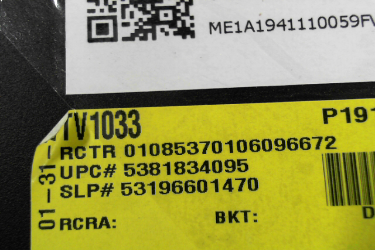 ME1A1941110059FV
TV1033
P191
RCTR 01085370106096672
UPC# 5381834095
SLP# 53196601470
RCRA: BKT: D
01-31-